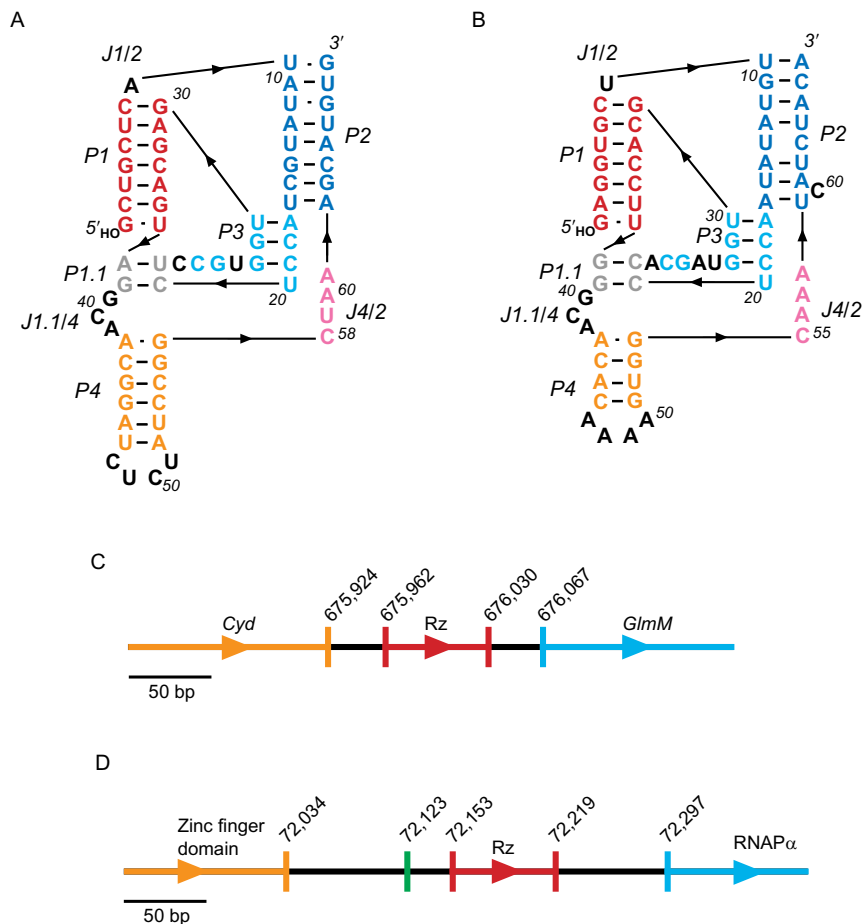 A
J1/2
A
P1
C U C G U C G
5′HO
30
G A G C A G U
10
U A U A U G C U A C C U
20
3′
G U G U A C G A
P2
P3
U G G
P1.1
A U C C G U G
G C
40
G C A
J1.1/4
A A U C
60
58
J4/2
P4
A C G G A U
G G C C U A
C U C U
50
B
J1/2
U
P1
C G U G G A G
5′HO
G C A C C U U
10
U G U A U A U A A C C U
20
3′
A C A U C U A U
C
60
P2
30
P3
U G G
P1.1
G C A C G A U G
G C
40
G C A
J1.1/4
A A A C
55
J4/2
P4
A C A C
G G U G
A A A A
50
C
675,924
675,962
676,030
676,067
Cyd
Rz
GlmM
50 bp
D
72,034
72,123
72,153
72,219
72,297
Zinc finger
domain
Rz
RNAPα
50 bp